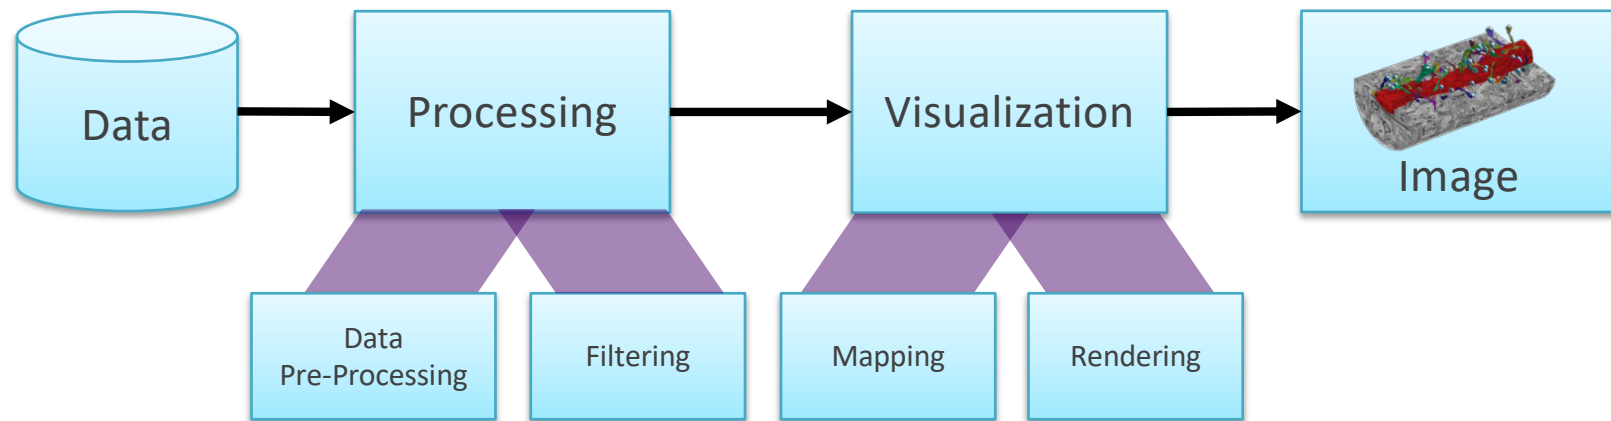 Data
Processing
Visualization
Image
Data
Pre-Processing
Filtering
Mapping
Rendering